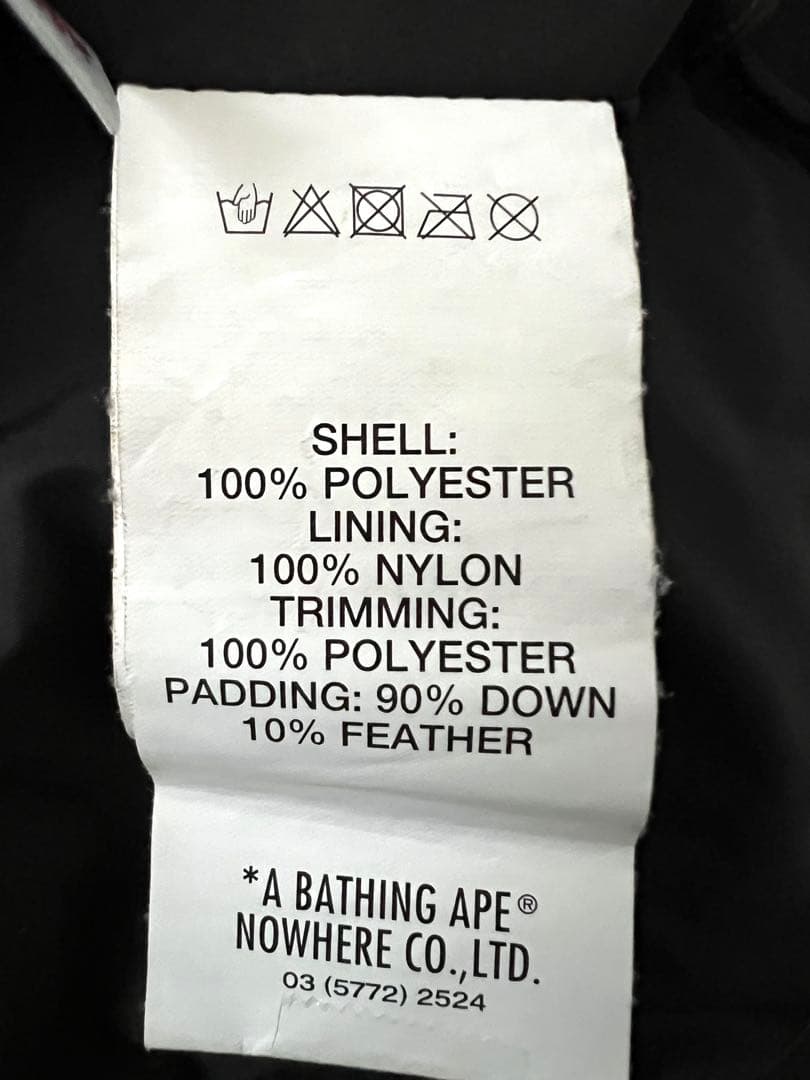 SHELL:
100% POLYESTER
LINING:
100% NYLON
TRIMMING:
100% POLYESTER
PADDING: 90% DOWN
10% FEATHER
*A BATHING APE®
NOWHERE CO.,LTD.
03 (5772) 2524